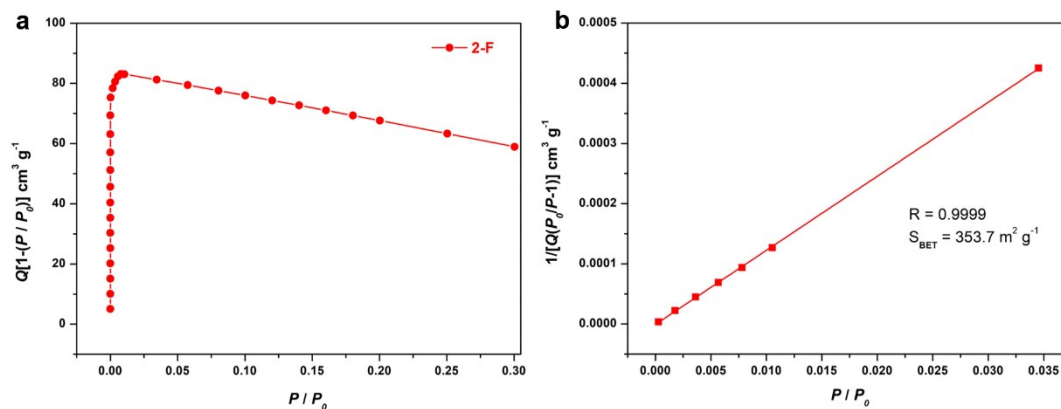 a
100
80
60
40
20
0
Q[1-(P / P₀)] cm³ g⁻¹
2-F
0.00 0.05 0.10 0.15 0.20 0.25 0.30
P / P₀
b
0.0005
0.0004
0.0003
0.0002
0.0001
0.0000
1/[Q(P₀/P-1)] cm³ g⁻¹
R = 0.9999
S_BET = 353.7 m² g⁻¹
0.000 0.005 0.010 0.015 0.020 0.025 0.030 0.035
P / P₀